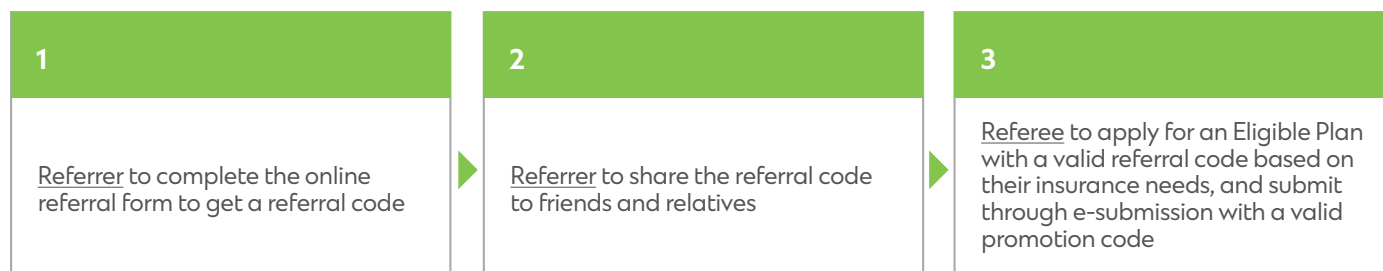 1
Referrer to complete the online
referral form to get a referral code
2
Referrer to share the referral code
to friends and relatives
3
Referee to apply for an Eligible Plan
with a valid referral code based on
their insurance needs, and submit
through e-submission with a valid
promotion code